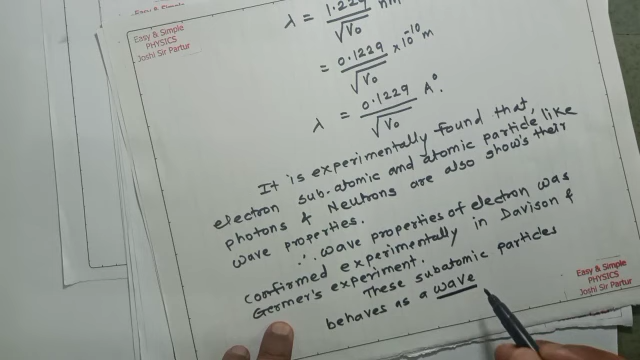 Easy & Simple
PHYSICS
Joshi Sir Partur
λ = 1.229 / √V₀ nm
= 0.1229 / √V₀ × 10⁻¹⁰ m
λ = 0.1229 / √V₀ A°
It is experimentally found that,
electron sub-atomic and atomic particle like
photons & Neutrons are also shows their
wave properties.
∴ wave properties of electron was
confirmed experimentally in Davison &
Germer's experiment.
These subatomic particles
behaves as a wave
Easy & Simple
PHYSICS
Joshi Sir Partur